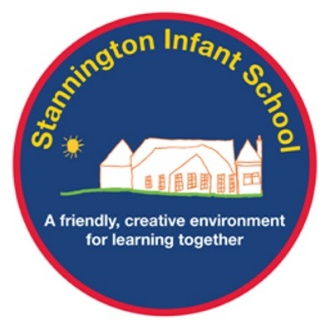 Stannington Infant School
A friendly, creative environment
for learning together